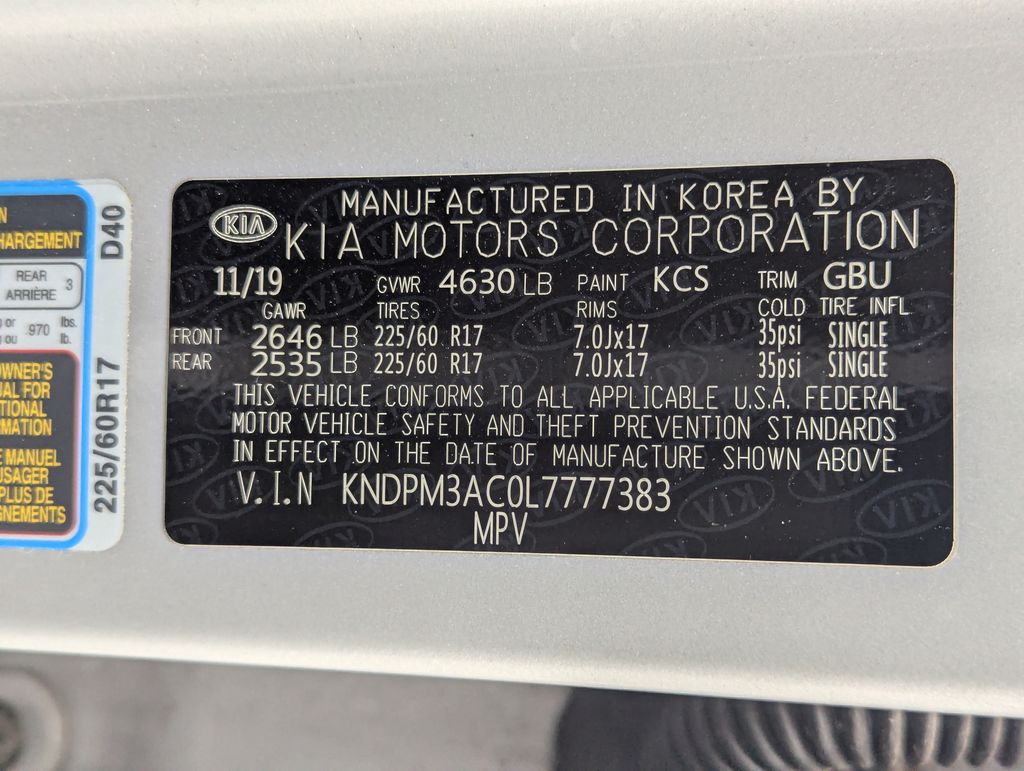 N
HARGEMENT
REAR
ARRIÈRE 3
g or 970 lbs.
g ou lb.
OWNER'S
UAL FOR
TIONAL
MATION
E MANUEL
USAGER
PLUS DE
GNEMENTS
225/60R17 D40
KIA
MANUFACTURED IN KOREA BY
KIA MOTORS CORPORATION
11/19 GVWR 4630 LB PAINT KCS TRIM GBU
GAWR TIRES RIMS COLD TIRE INFL
FRONT 2646 LB 225/60 R17 7.0Jx17 35psi SINGLE
REAR 2535 LB 225/60 R17 7.0Jx17 35psi SINGLE
THIS VEHICLE CONFORMS TO ALL APPLICABLE U.S.A. FEDERAL
MOTOR VEHICLE SAFETY AND THEFT PREVENTION STANDARDS
IN EFFECT ON THE DATE OF MANUFACTURE SHOWN ABOVE.
V.I.N KNDPM3AC0L7777383
MPV